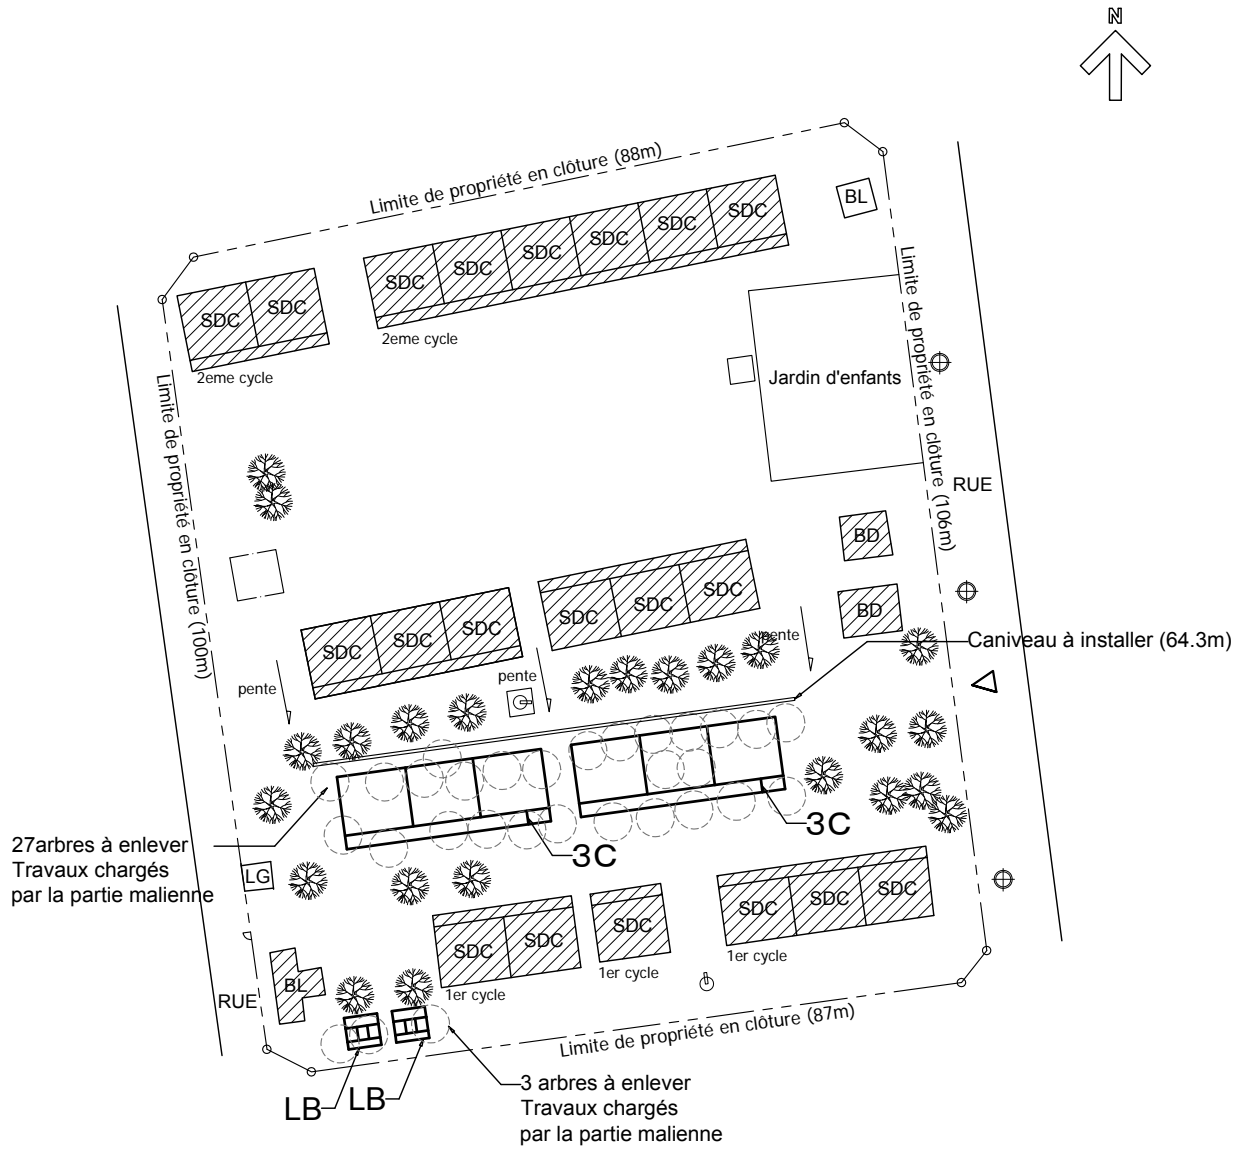 N
Limite de propriété en clôture (88m)
BL
SDC
SDC
SDC
SDC
SDC
SDC
SDC
SDC
2eme cycle
2eme cycle
Limite de propriété en clôture (106m)
Jardin d'enfants
Limite de propriété en clôture (100m)
RUE
BD
BD
SDC
SDC
SDC
SDC
SDC
SDC
pente
Caniveau à installer (64.3m)
pente
pente
27arbres à enlever
Travaux chargés
par la partie malienne
3C
3C
LG
SDC
SDC
SDC
SDC
SDC
SDC
1er cycle
1er cycle
1er cycle
BL
RUE
Limite de propriété en clôture (87m)
LB
LB
3 arbres à enlever
Travaux chargés
par la partie malienne